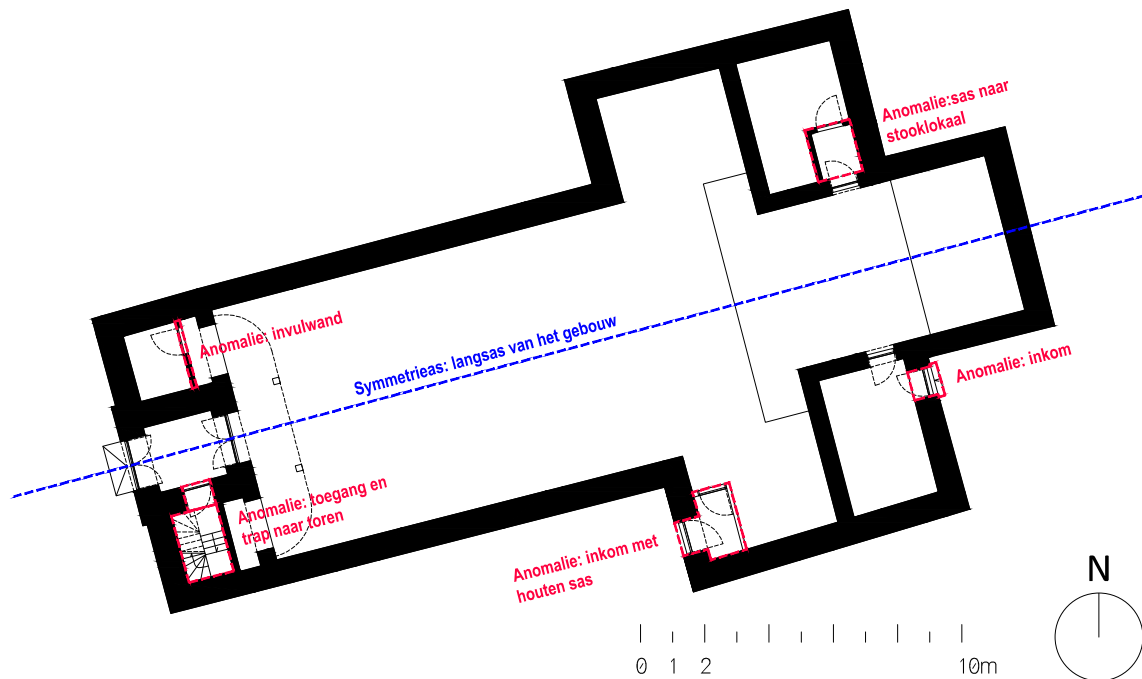 Anomalie:sas naar
stooklokaal
Anomalie: invulwand
Symmetrieas: langsas van het gebouw
Anomalie: inkom
Anomalie: toegang en
trap naar toren
Anomalie: inkom met
houten sas
N
0 1 2 10m